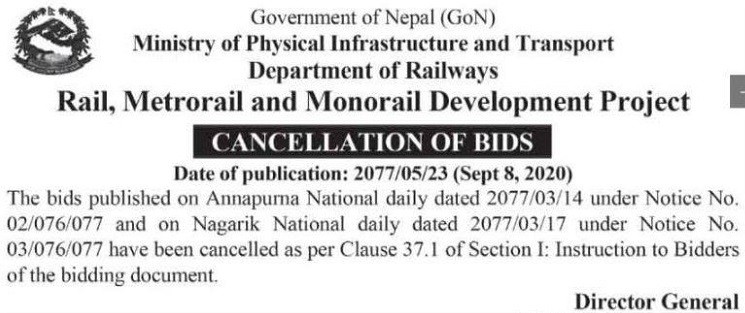 Government of Nepal (GoN)
Ministry of Physical Infrastructure and Transport
Department of Railways
Rail, Metrorail and Monorail Development Project
CANCELLATION OF BIDS
Date of publication: 2077/05/23 (Sept 8, 2020)
The bids published on Annapurna National daily dated 2077/03/14 under Notice No.
02/076/077 and on Nagarik National daily dated 2077/03/17 under Notice No.
03/076/077 have been cancelled as per Clause 37.1 of Section I: Instruction to Bidders
of the bidding document.
Director General